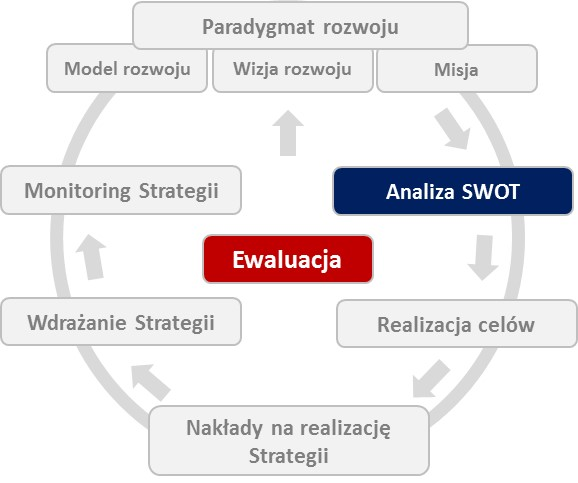 Paradygmat rozwoju
Model rozwoju
Wizja rozwoju
Misja
Monitoring Strategii
Analiza SWOT
Ewaluacja
Wdrażanie Strategii
Realizacja celów
Nakłady na realizację
Strategii